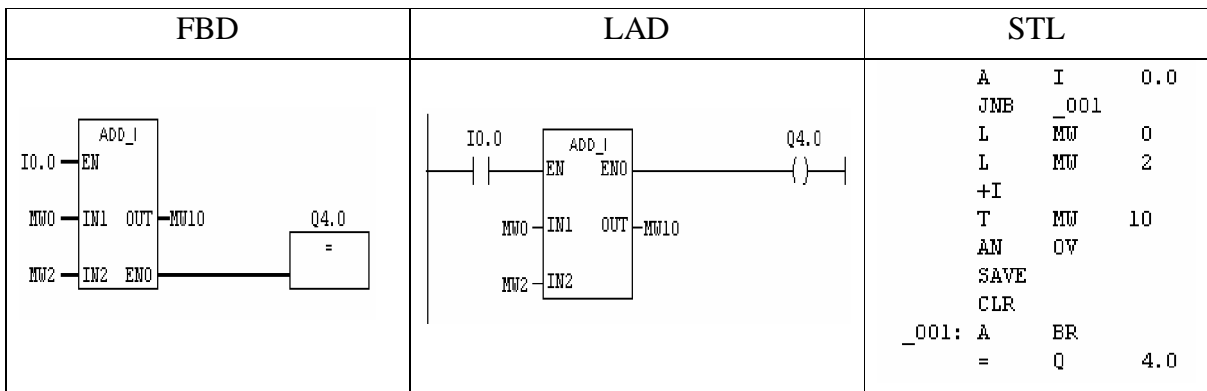 FBD
LAD
STL
ADD_I
I0.0 EN
MW0 IN1 OUT MW10
MW2 IN2 ENO
Q4.0
=
I0.0
ADD_I
Q4.0
EN ENO
MW0 IN1 OUT MW10
MW2 IN2
A I 0.0
JNB _001
L MW 0
L MW 2
+I
T MW 10
AN OV
SAVE
CLR
_001: A BR
= Q 4.0